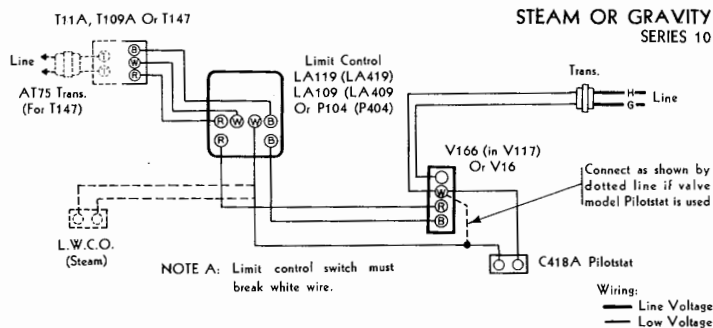 STEAM OR GRAVITY
SERIES 10
T11A, T109A Or T147
B
W
R
Line
AT75 Trans.
(For T147)
Limit Control
LA119 (LA419)
LA109 (LA409
Or P104 (P404)
R W W B
R B
Trans.
H
G
Line
V166 (in V117)
Or V16
W
R
B
Connect as shown by
dotted line if valve
model Pilotstat is used
L.W.C.O.
(Steam)
NOTE A: Limit control switch must
break white wire.
C418A Pilotstat
Wiring:
Line Voltage
Low Voltage